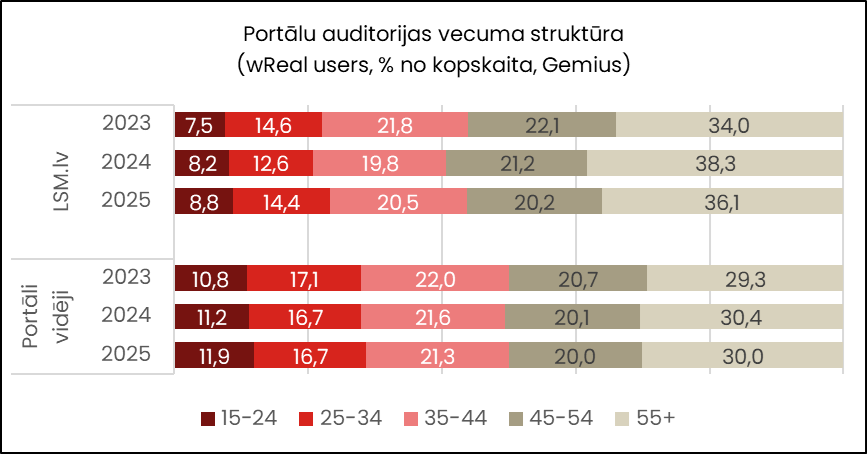 Portālu auditorijas vecuma struktūra
(wReal users, % no kopskaita, Gemius)
LSM.lv
2023 7,5 14,6 21,8 22,1 34,0
2024 8,2 12,6 19,8 21,2 38,3
2025 8,8 14,4 20,5 20,2 36,1
Portāli
vidēji
2023 10,8 17,1 22,0 20,7 29,3
2024 11,2 16,7 21,6 20,1 30,4
2025 11,9 16,7 21,3 20,0 30,0
15-24 25-34 35-44 45-54 55+